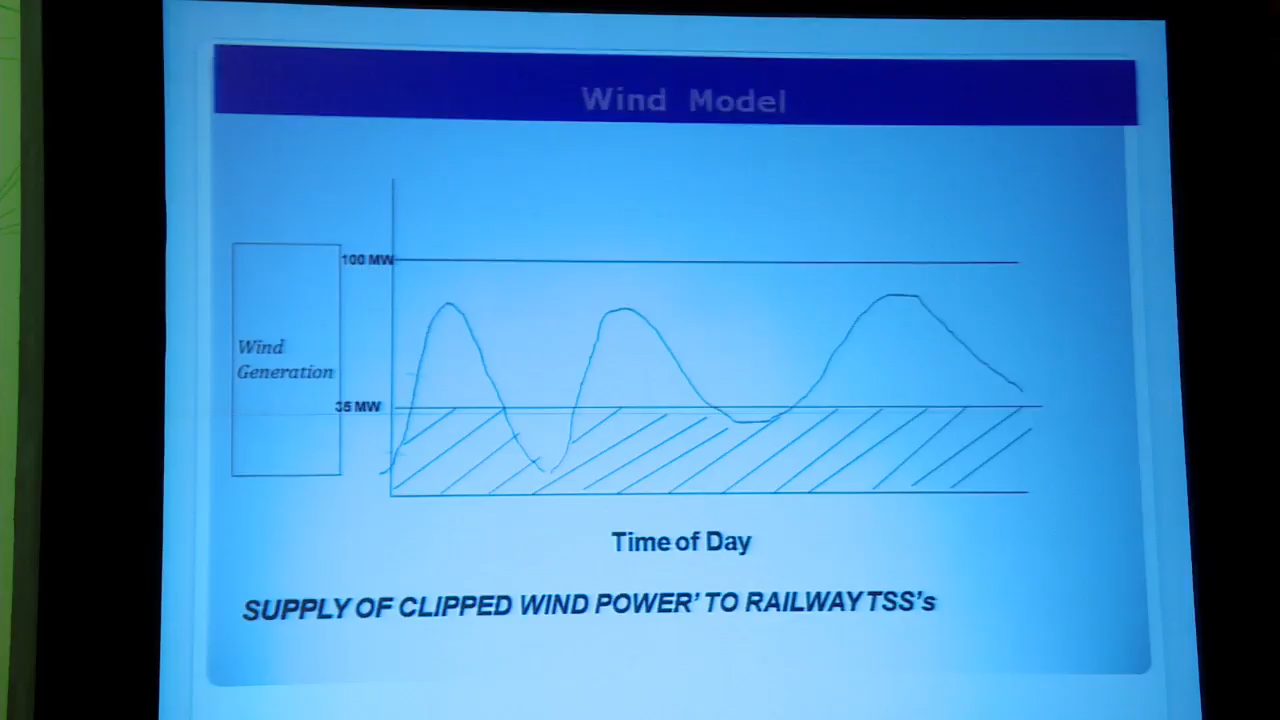 Wind Model
100 MW
Wind
Generation
35 MW
Time of Day
SUPPLY OF CLIPPED WIND POWER’ TO RAILWAY TSS’s